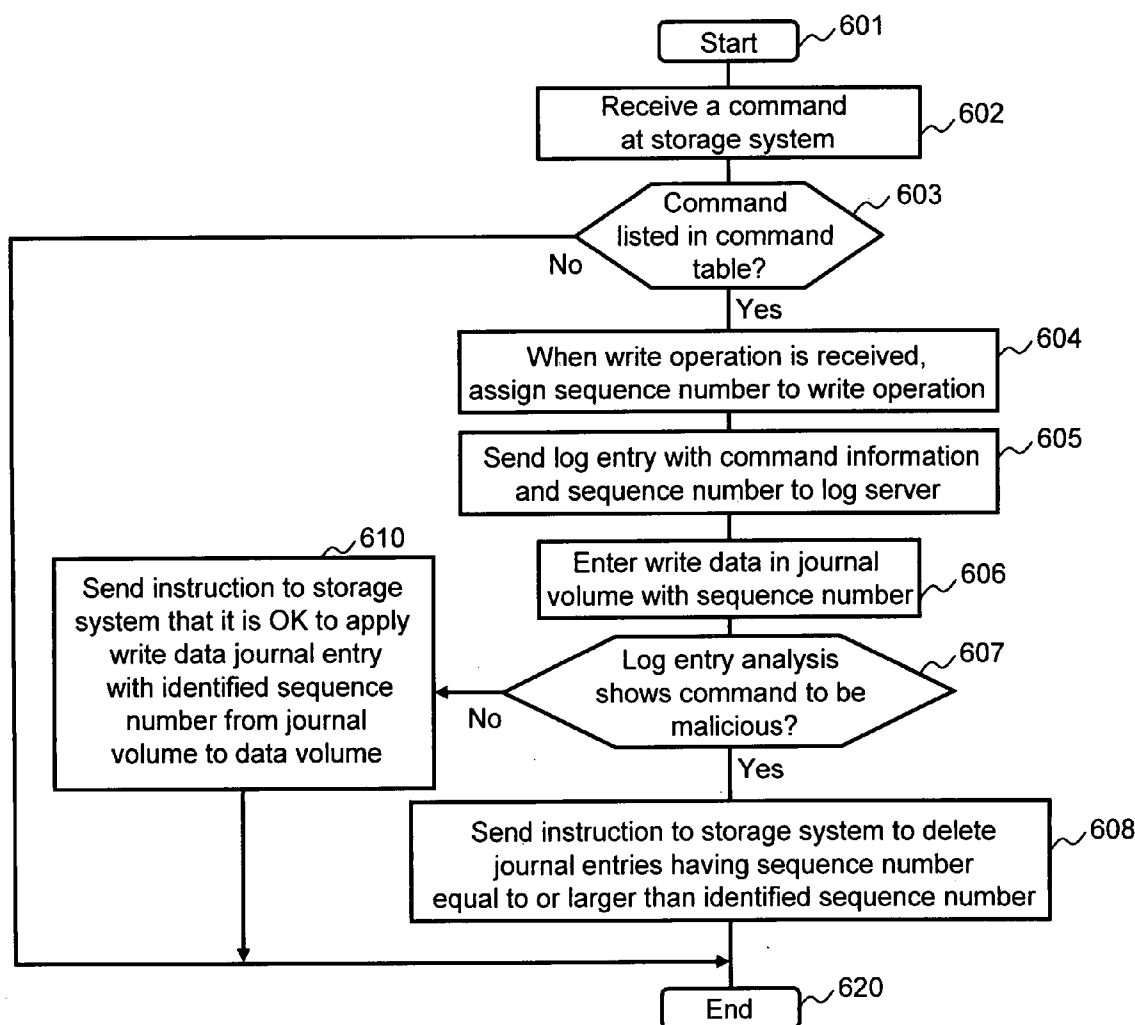 Start
601
Receive a command
at storage system
602
Command
listed in command
table?
603
No
Yes
When write operation is received,
assign sequence number to write operation
604
Send log entry with command information
and sequence number to log server
605
Enter write data in journal
volume with sequence number
606
610
Send instruction to storage
system that it is OK to apply
write data journal entry
with identified sequence
number from journal
volume to data volume
Log entry analysis
shows command to be
malicious?
607
No
Yes
Send instruction to storage system to delete
journal entries having sequence number
equal to or larger than identified sequence number
608
End
620